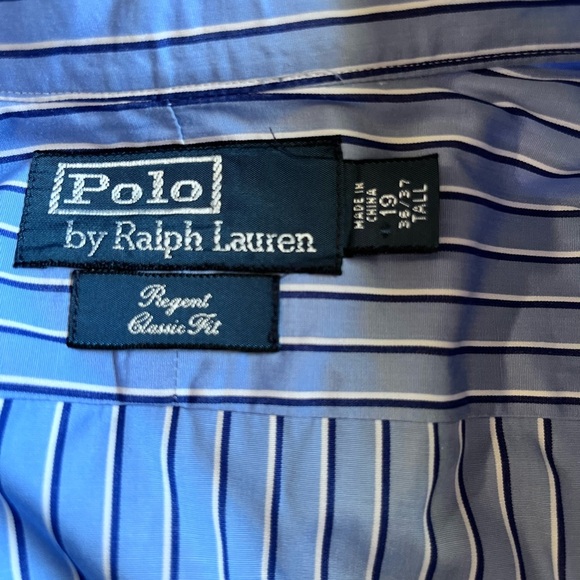 Polo
by Ralph Lauren
Regent
Classic Fit
MADE IN
CHINA
19
36/37
TALL